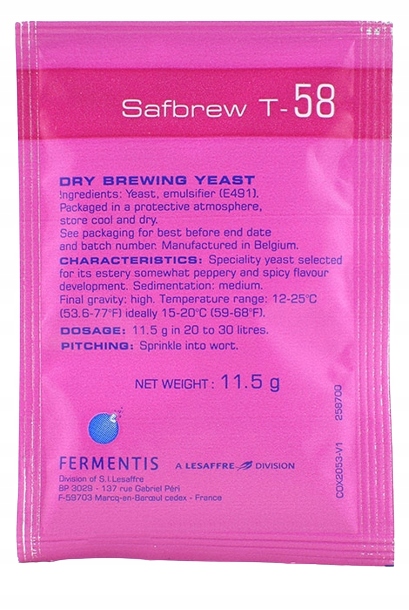 Safbrew T-58
DRY BREWING YEAST
Ingredients: Yeast, emulsifier (E491).
Packaged in a protective atmosphere,
store cool and dry.
See packaging for best before end date
and batch number. Manufactured in Belgium.
CHARACTERISTICS: Speciality yeast selected
for its estery somewhat peppery and spicy flavour
development. Sedimentation: medium.
Final gravity: high. Temperature range: 12-25°C
(53.6-77°F) ideally 15-20°C (59-68°F).
DOSAGE: 11.5 g in 20 to 30 litres.
PITCHING: Sprinkle into wort.
NET WEIGHT: 11.5 g
FERMENTIS
A LESAFFRE DIVISION
Division of S.I.Lesaffre
BP 3029 - 137 rue Gabriel Péri
F-59703 Marcq-en-Barœul cedex - France
COX2053-V1
258700